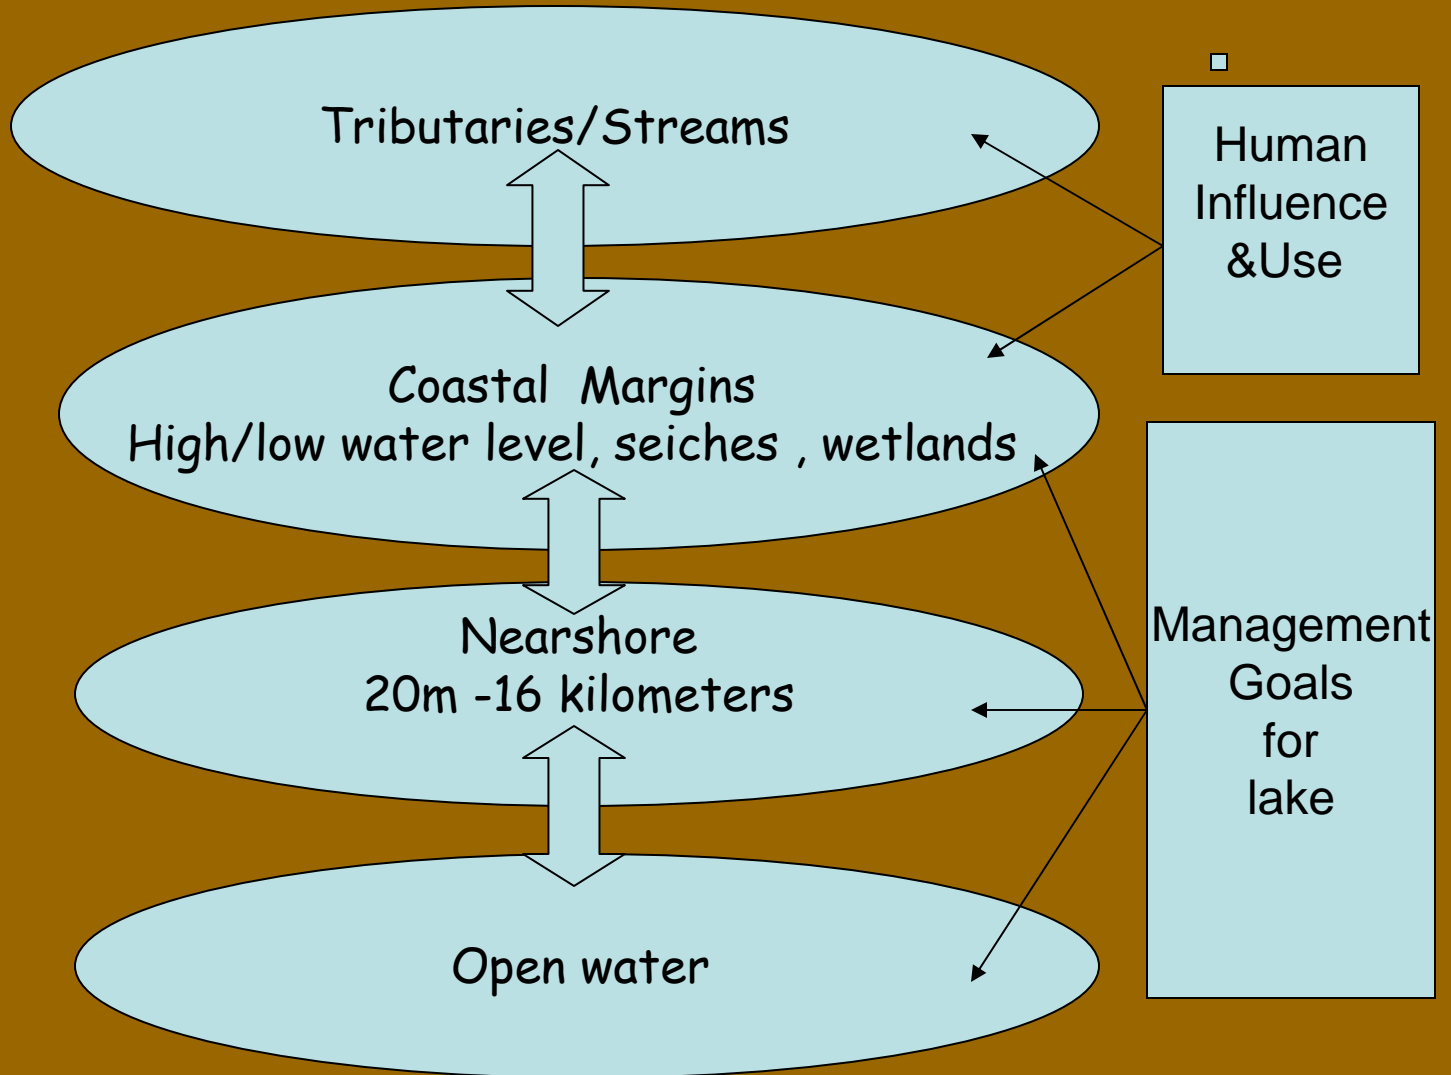 Tributaries/Streams
Human
Influence
&Use
Coastal  Margins
High/low water level, seiches , wetlands
Nearshore
20m -16 kilometers
Management
Goals
for
lake
Open water